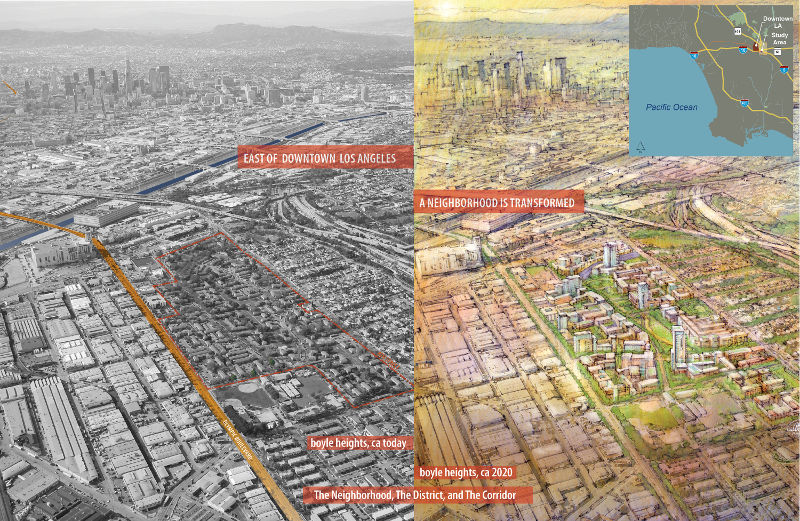 EAST OF DOWNTOWN LOS ANGELES
A NEIGHBORHOOD IS TRANSFORMED
Downtown
LA
Study
Area
Pacific Ocean
boyle heights, ca today
boyle heights, ca 2020
The Neighborhood, The District, and The Corridor